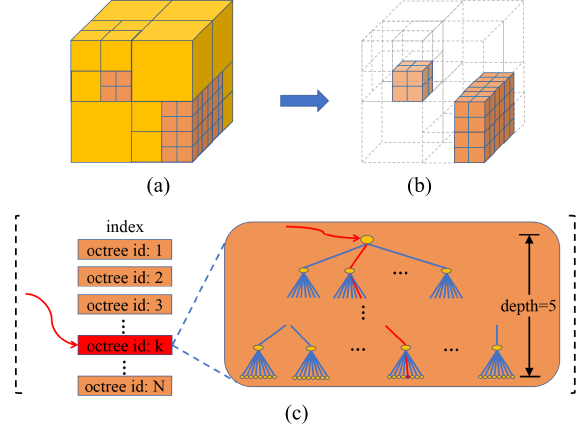 (a)
(b)
index
octree id: 1
octree id: 2
octree id: 3
octree id: k
octree id: N
depth=5
(c)